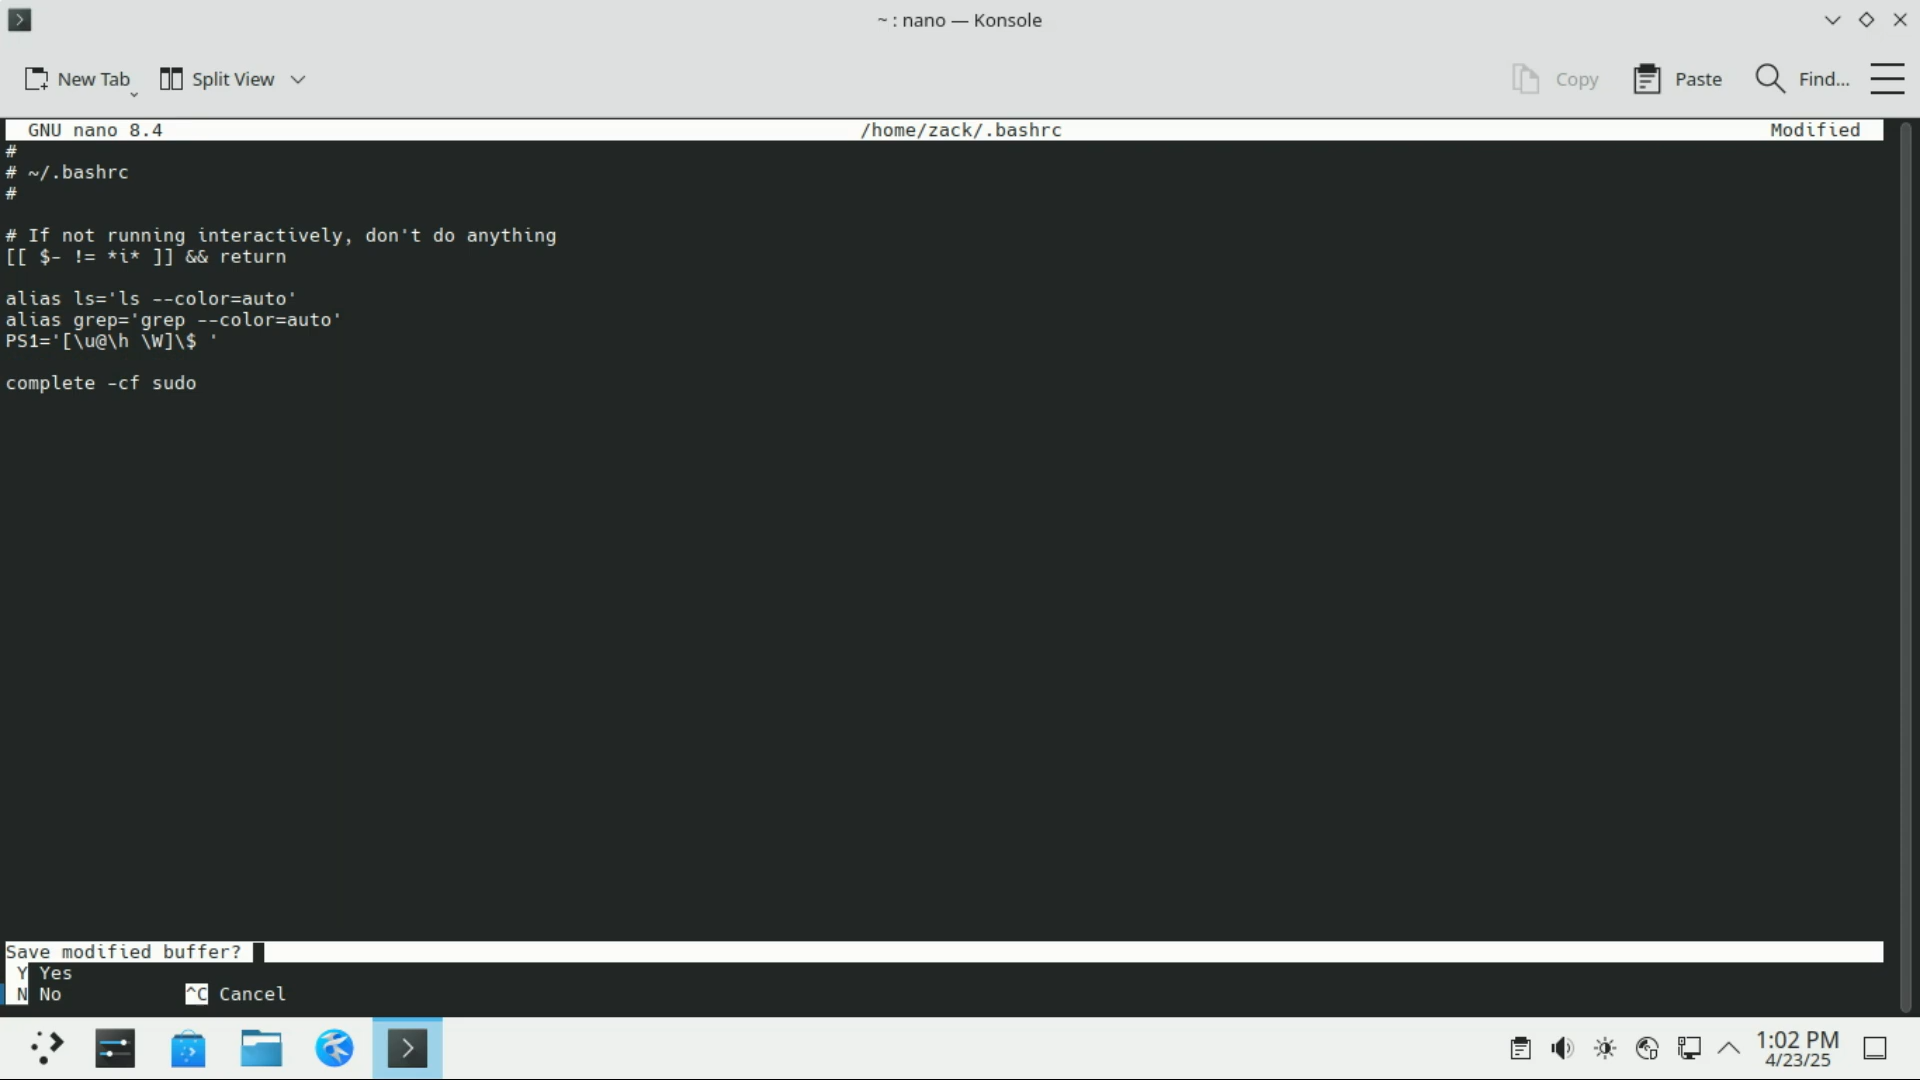 ~ : nano — Konsole
New Tab
Split View
Copy
Paste
Find...
GNU nano 8.4
/home/zack/.bashrc
Modified
#
# ~/.bashrc
#
# If not running interactively, don't do anything
[[ $- != *i* ]] && return
alias ls='ls --color=auto'
alias grep='grep --color=auto'
PS1='[\u@\h \W]\$ '
complete -cf sudo
Save modified buffer?
Y Yes
N No
^C Cancel
1:02 PM
4/23/25